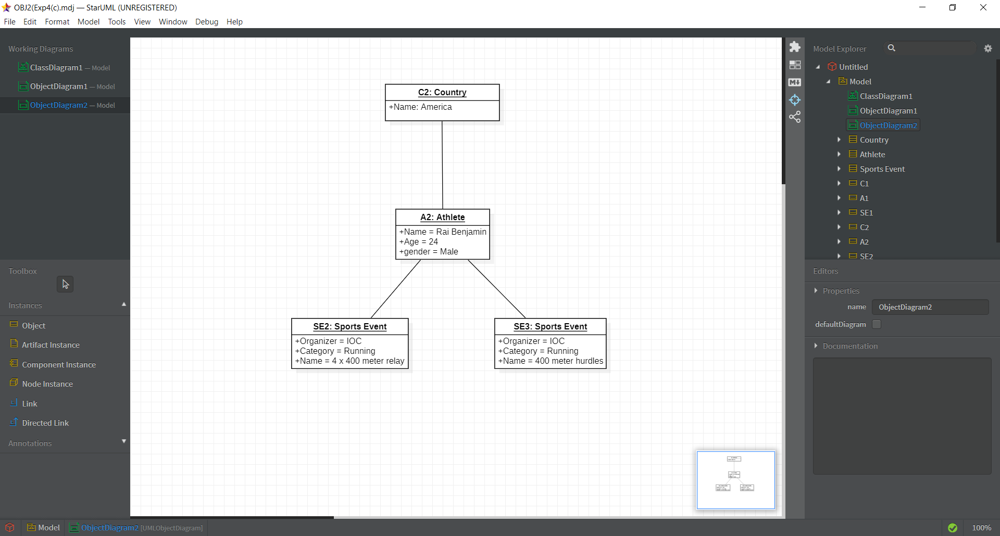 OBJ2(Exp4(c).mdj — StarUML (UNREGISTERED)
File Edit Format Model Tools View Window Debug Help
Working Diagrams
ClassDiagram1 — Model
ObjectDiagram1 — Model
ObjectDiagram2 — Model
Toolbox
Instances
Object
Artifact Instance
Component Instance
Node Instance
Link
Directed Link
Annotations
C2: Country
+Name: America
A2: Athlete
+Name = Rai Benjamin
+Age = 24
+gender = Male
SE2: Sports Event
+Organizer = IOC
+Category = Running
+Name = 4 x 400 meter relay
SE3: Sports Event
+Organizer = IOC
+Category = Running
+Name = 400 meter hurdles
M
Model Explorer
Untitled
Model
ClassDiagram1
ObjectDiagram1
ObjectDiagram2
Country
Athlete
Sports Event
C1
A1
SE1
C2
A2
SE2
Editors
Properties
name ObjectDiagram2
defaultDiagram
Documentation
Model ObjectDiagram2 [UMLObjectDiagram]
100%